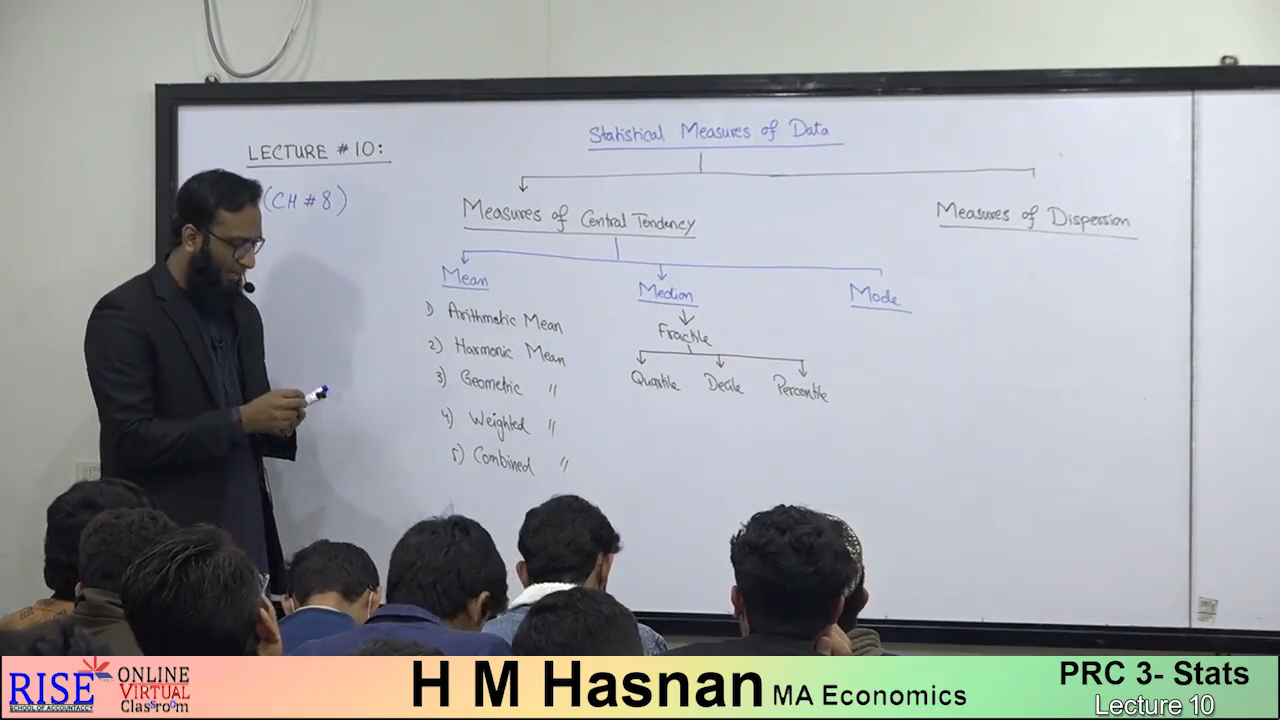 LECTURE # 10:
(CH # 8)
Statistical Measures of Data
Measures of Central Tendency
Measures of Dispersion
Mean
Median
Mode
1) Arithmetic Mean
2) Harmonic Mean
3) Geometric "
4) Weighted "
5) Combined "
Fractile
Quartile Decile Percentile
RISE
SCHOOL OF ACCOUNTANCY
ONLINE
VIRTUAL
Classroom
H M Hasnan MA Economics
PRC 3- Stats
Lecture 10